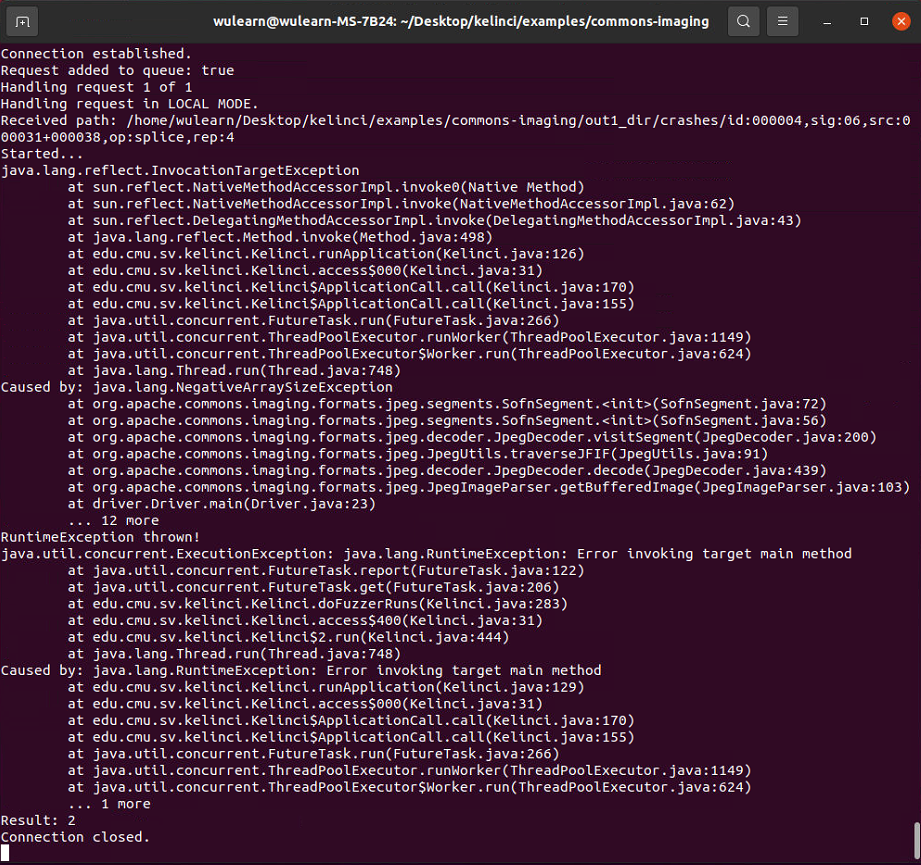 wulearn@wulearn-MS-7B24: ~/Desktop/kelinci/examples/commons-imaging
Connection established.
Request added to queue: true
Handling request 1 of 1
Handling request in LOCAL MODE.
Received path: /home/wulearn/Desktop/kelinci/examples/commons-imaging/out1_dir/crashes/id:000004,sig:06,src:0
00031+000038,op:splice,rep:4
Started...
java.lang.reflect.InvocationTargetException
        at sun.reflect.NativeMethodAccessorImpl.invoke0(Native Method)
        at sun.reflect.NativeMethodAccessorImpl.invoke(NativeMethodAccessorImpl.java:62)
        at sun.reflect.DelegatingMethodAccessorImpl.invoke(DelegatingMethodAccessorImpl.java:43)
        at java.lang.reflect.Method.invoke(Method.java:498)
        at edu.cmu.sv.kelinci.Kelinci.runApplication(Kelinci.java:126)
        at edu.cmu.sv.kelinci.Kelinci.access$000(Kelinci.java:31)
        at edu.cmu.sv.kelinci.Kelinci$ApplicationCall.call(Kelinci.java:170)
        at edu.cmu.sv.kelinci.Kelinci$ApplicationCall.call(Kelinci.java:155)
        at java.util.concurrent.FutureTask.run(FutureTask.java:266)
        at java.util.concurrent.ThreadPoolExecutor.runWorker(ThreadPoolExecutor.java:1149)
        at java.util.concurrent.ThreadPoolExecutor$Worker.run(ThreadPoolExecutor.java:624)
        at java.lang.Thread.run(Thread.java:748)
Caused by: java.lang.NegativeArraySizeException
        at org.apache.commons.imaging.formats.jpeg.segments.SofnSegment.<init>(SofnSegment.java:72)
        at org.apache.commons.imaging.formats.jpeg.segments.SofnSegment.<init>(SofnSegment.java:56)
        at org.apache.commons.imaging.formats.jpeg.decoder.JpegDecoder.visitSegment(JpegDecoder.java:200)
        at org.apache.commons.imaging.formats.jpeg.JpegUtils.traverseJFIF(JpegUtils.java:91)
        at org.apache.commons.imaging.formats.jpeg.decoder.JpegDecoder.decode(JpegDecoder.java:439)
        at org.apache.commons.imaging.formats.jpeg.JpegImageParser.getBufferedImage(JpegImageParser.java:103)
        at driver.Driver.main(Driver.java:23)
        ... 12 more
RuntimeException thrown!
java.util.concurrent.ExecutionException: java.lang.RuntimeException: Error invoking target main method
        at java.util.concurrent.FutureTask.report(FutureTask.java:122)
        at java.util.concurrent.FutureTask.get(FutureTask.java:206)
        at edu.cmu.sv.kelinci.Kelinci.doFuzzerRuns(Kelinci.java:283)
        at edu.cmu.sv.kelinci.Kelinci.access$400(Kelinci.java:31)
        at edu.cmu.sv.kelinci.Kelinci$2.run(Kelinci.java:444)
        at java.lang.Thread.run(Thread.java:748)
Caused by: java.lang.RuntimeException: Error invoking target main method
        at edu.cmu.sv.kelinci.Kelinci.runApplication(Kelinci.java:129)
        at edu.cmu.sv.kelinci.Kelinci.access$000(Kelinci.java:31)
        at edu.cmu.sv.kelinci.Kelinci$ApplicationCall.call(Kelinci.java:170)
        at edu.cmu.sv.kelinci.Kelinci$ApplicationCall.call(Kelinci.java:155)
        at java.util.concurrent.FutureTask.run(FutureTask.java:266)
        at java.util.concurrent.ThreadPoolExecutor.runWorker(ThreadPoolExecutor.java:1149)
        at java.util.concurrent.ThreadPoolExecutor$Worker.run(ThreadPoolExecutor.java:624)
        ... 1 more
Result: 2
Connection closed.